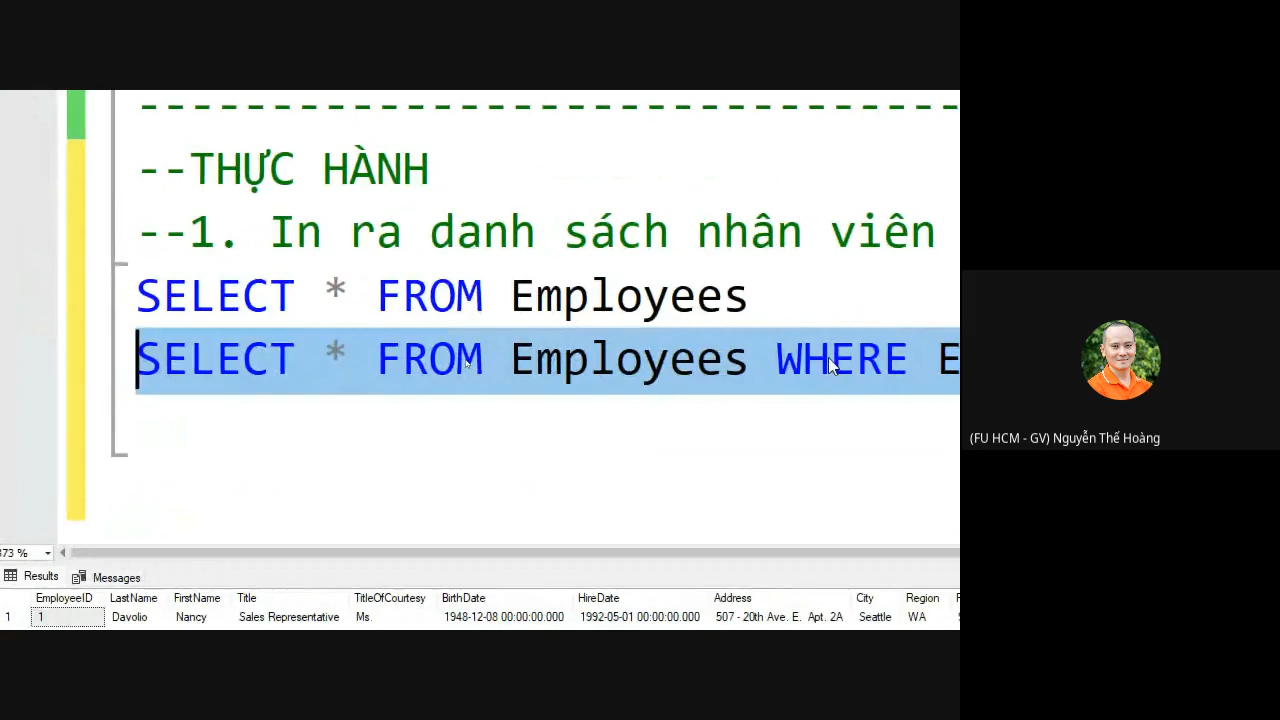 --THỰC HÀNH
--1. In ra danh sách nhân viên
SELECT * FROM Employees
SELECT * FROM Employees WHERE E
(FU HCM - GV) Nguyễn Thế Hoàng
373 %
Results Messages
EmployeeID LastName FirstName Title TitleOfCourtesy BirthDate HireDate Address City Region
1 1 Davolio Nancy Sales Representative Ms. 1948-12-08 00:00:00.000 1992-05-01 00:00:00.000 507 - 20th Ave. E. Apt. 2A Seattle WA